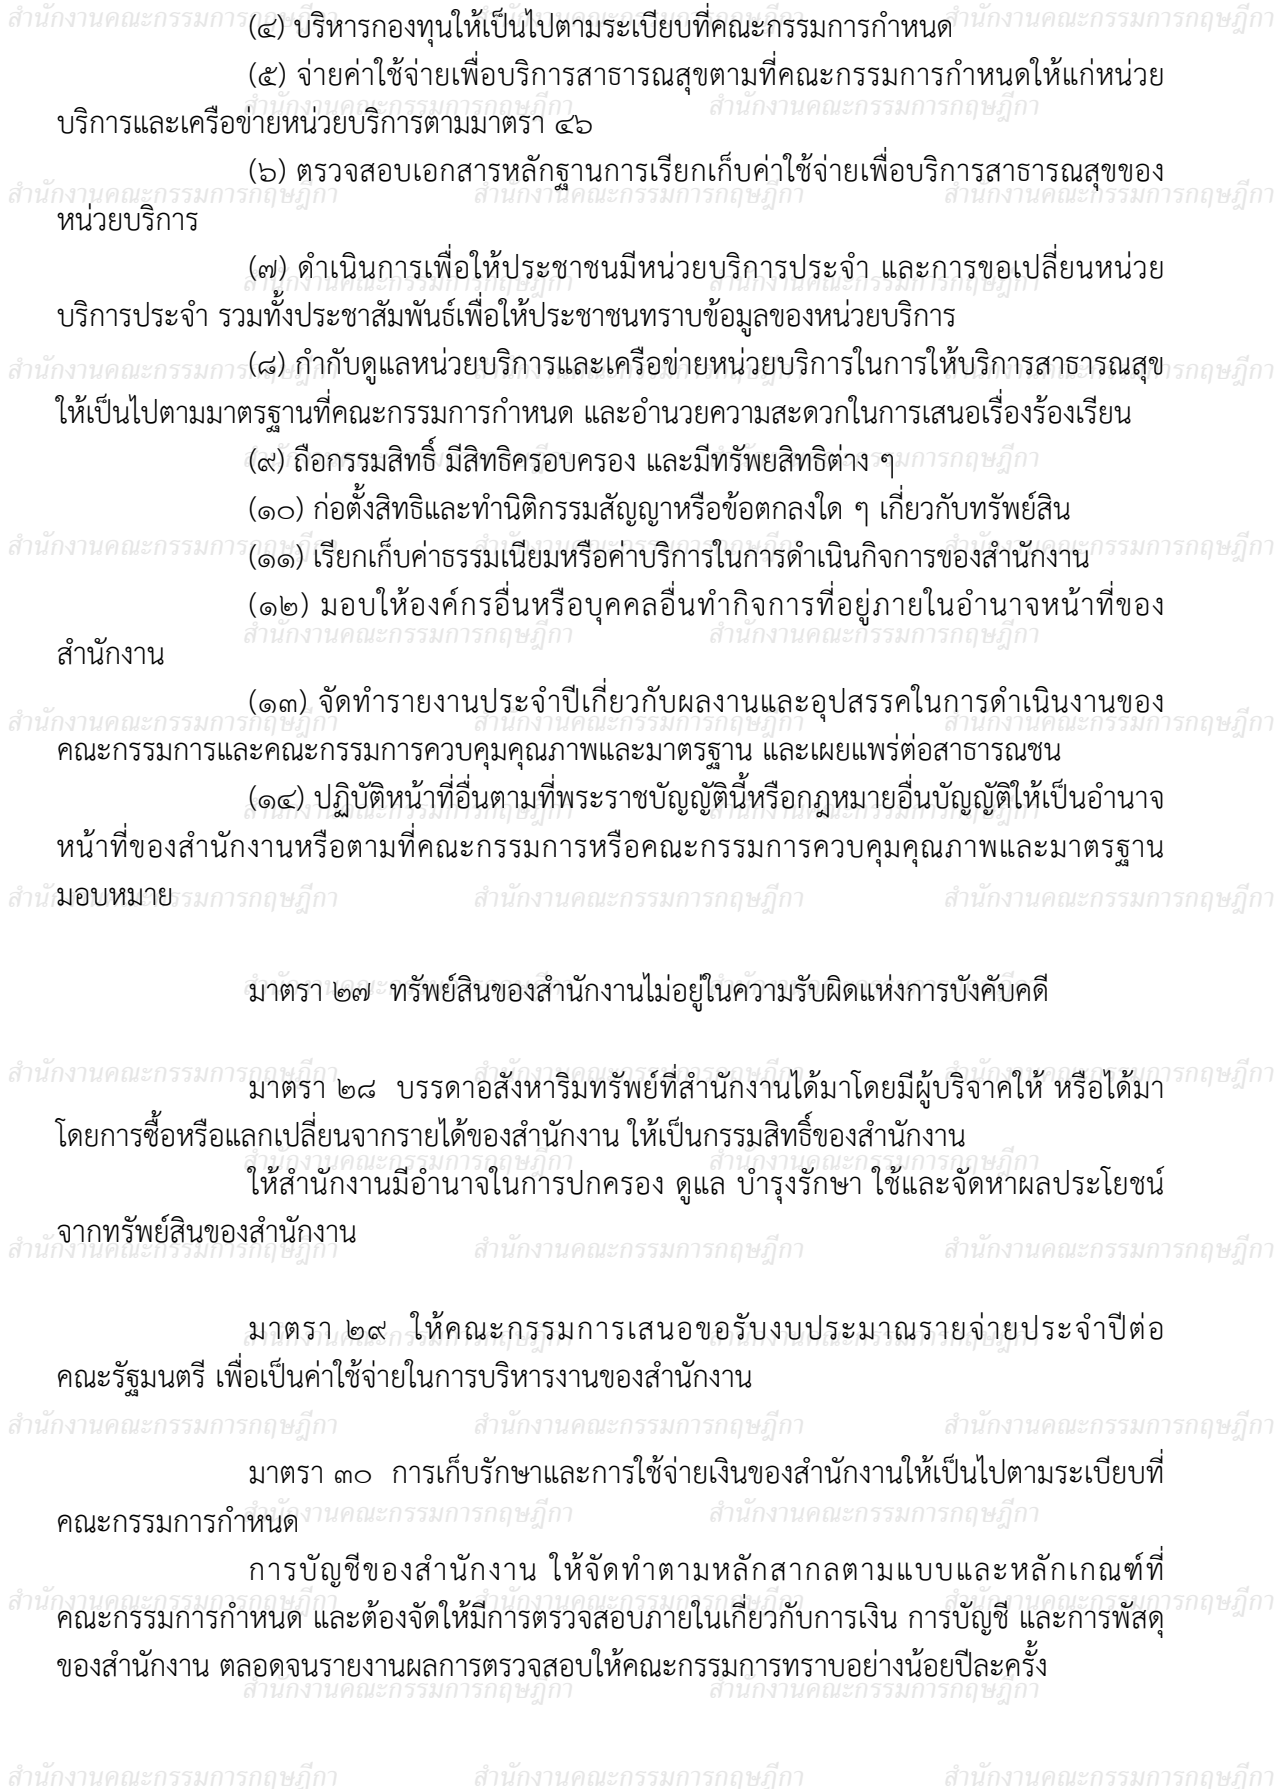 (๔) บริหารกองทุนให้เป็นไปตามระเบียบที่คณะกรรมการกำหนด
(๕) จ่ายค่าใช้จ่ายเพื่อบริการสาธารณสุขตามที่คณะกรรมการกำหนดให้แก่หน่วย
บริการและเครือข่ายหน่วยบริการตามมาตรา ๔๖
(๖) ตรวจสอบเอกสารหลักฐานการเรียกเก็บค่าใช้จ่ายเพื่อบริการสาธารณสุขของ
หน่วยบริการ
(๗) ดำเนินการเพื่อให้ประชาชนมีหน่วยบริการประจำ และการขอเปลี่ยนหน่วย
บริการประจำ รวมทั้งประชาสัมพันธ์เพื่อให้ประชาชนทราบข้อมูลของหน่วยบริการ
(๘) กำกับดูแลหน่วยบริการและเครือข่ายหน่วยบริการในการให้บริการสาธารณสุข
ให้เป็นไปตามมาตรฐานที่คณะกรรมการกำหนด และอำนวยความสะดวกในการเสนอเรื่องร้องเรียน
(๙) ถือกรรมสิทธิ์ มีสิทธิครอบครอง และมีทรัพยสิทธิต่าง ๆ
(๑๐) ก่อตั้งสิทธิและทำนิติกรรมสัญญาหรือข้อตกลงใด ๆ เกี่ยวกับทรัพย์สิน
(๑๑) เรียกเก็บค่าธรรมเนียมหรือค่าบริการในการดำเนินกิจการของสำนักงาน
(๑๒) มอบให้องค์กรอื่นหรือบุคคลอื่นทำกิจการที่อยู่ภายในอำนาจหน้าที่ของ
สำนักงาน
(๑๓) จัดทำรายงานประจำปีเกี่ยวกับผลงานและอุปสรรคในการดำเนินงานของ
คณะกรรมการและคณะกรรมการควบคุมคุณภาพและมาตรฐาน และเผยแพร่ต่อสาธารณชน
(๑๔) ปฏิบัติหน้าที่อื่นตามที่พระราชบัญญัตินี้หรือกฎหมายอื่นบัญญัติให้เป็นอำนาจ
หน้าที่ของสำนักงานหรือตามที่คณะกรรมการหรือคณะกรรมการควบคุมคุณภาพและมาตรฐาน
มอบหมาย
มาตรา ๒๗  ทรัพย์สินของสำนักงานไม่อยู่ในความรับผิดแห่งการบังคับคดี
มาตรา ๒๘  บรรดาอสังหาริมทรัพย์ที่สำนักงานได้มาโดยมีผู้บริจาคให้ หรือได้มา
โดยการซื้อหรือแลกเปลี่ยนจากรายได้ของสำนักงาน ให้เป็นกรรมสิทธิ์ของสำนักงาน
ให้สำนักงานมีอำนาจในการปกครอง ดูแล บำรุงรักษา ใช้และจัดหาผลประโยชน์
จากทรัพย์สินของสำนักงาน
มาตรา ๒๙  ให้คณะกรรมการเสนอขอรับงบประมาณรายจ่ายประจำปีต่อ
คณะรัฐมนตรี เพื่อเป็นค่าใช้จ่ายในการบริหารงานของสำนักงาน
มาตรา ๓๐  การเก็บรักษาและการใช้จ่ายเงินของสำนักงานให้เป็นไปตามระเบียบที่
คณะกรรมการกำหนด
การบัญชีของสำนักงาน ให้จัดทำตามหลักสากลตามแบบและหลักเกณฑ์ที่
คณะกรรมการกำหนด และต้องจัดให้มีการตรวจสอบภายในเกี่ยวกับการเงิน การบัญชี และการพัสดุ
ของสำนักงาน ตลอดจนรายงานผลการตรวจสอบให้คณะกรรมการทราบอย่างน้อยปีละครั้ง
สำนักงานคณะกรรมการกฤษฎีกา